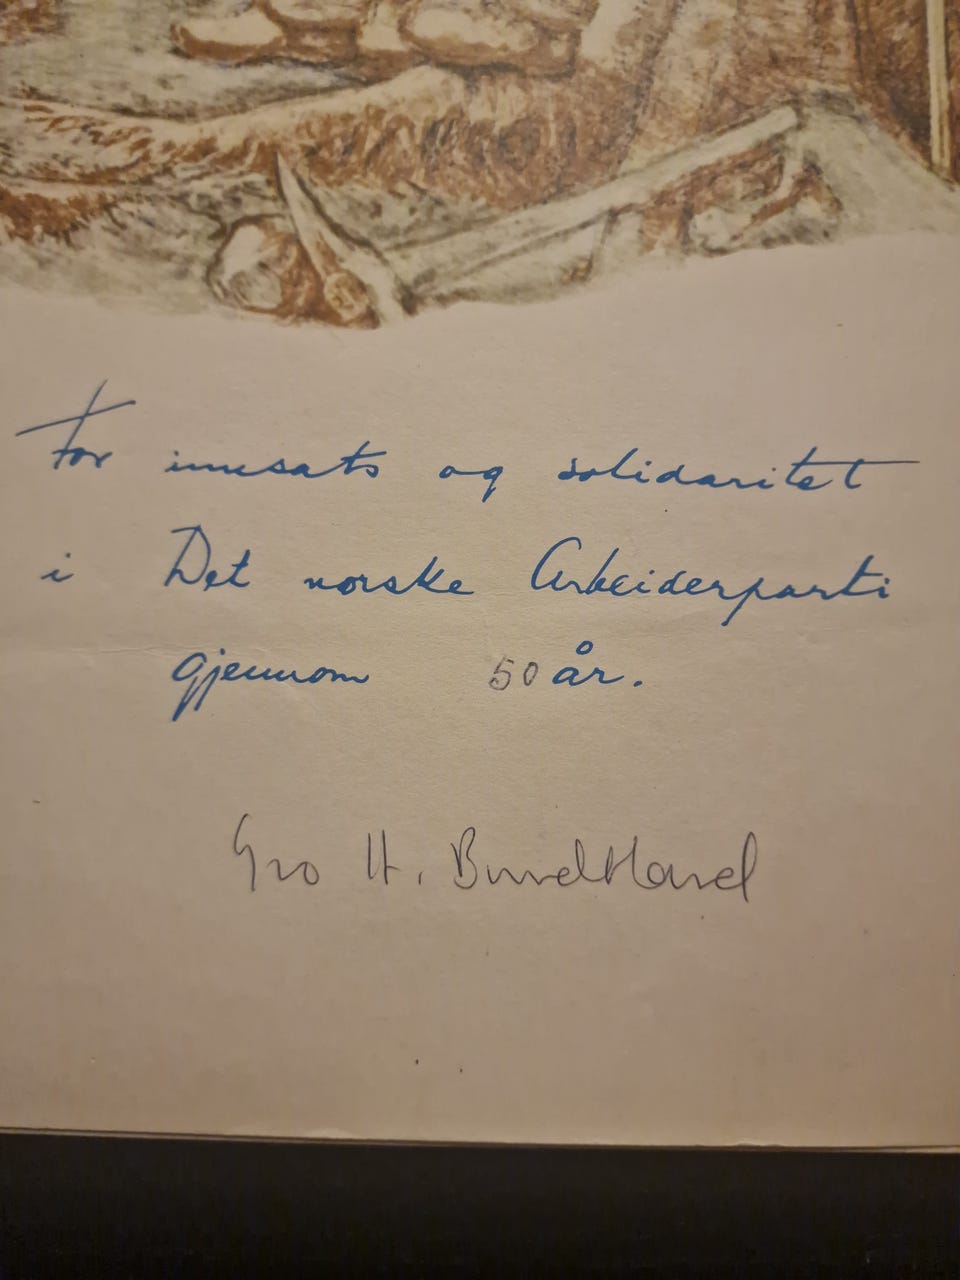 For innsats og solidaritet
i Det norske Arbeiderparti
gjennom 50 år.
Gro H. Brundtland